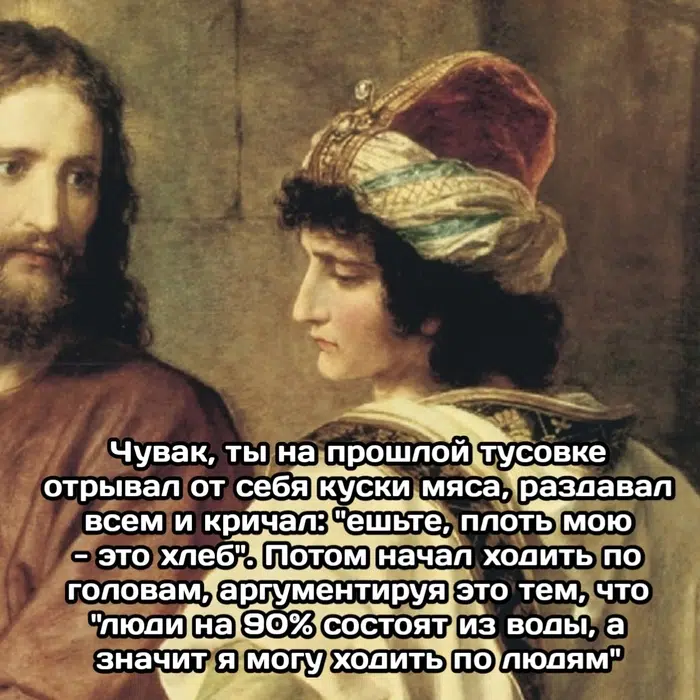 Чувак, ты на прошлой тусовке
отрывал от себя куски мяса, раздавал
всем и кричал: "ешьте, плоть мою
- это хлеб". Потом начал ходить по
головам, аргументируя это тем, что
"люди на 90% состоят из воды, а
значит я могу ходить по людям"